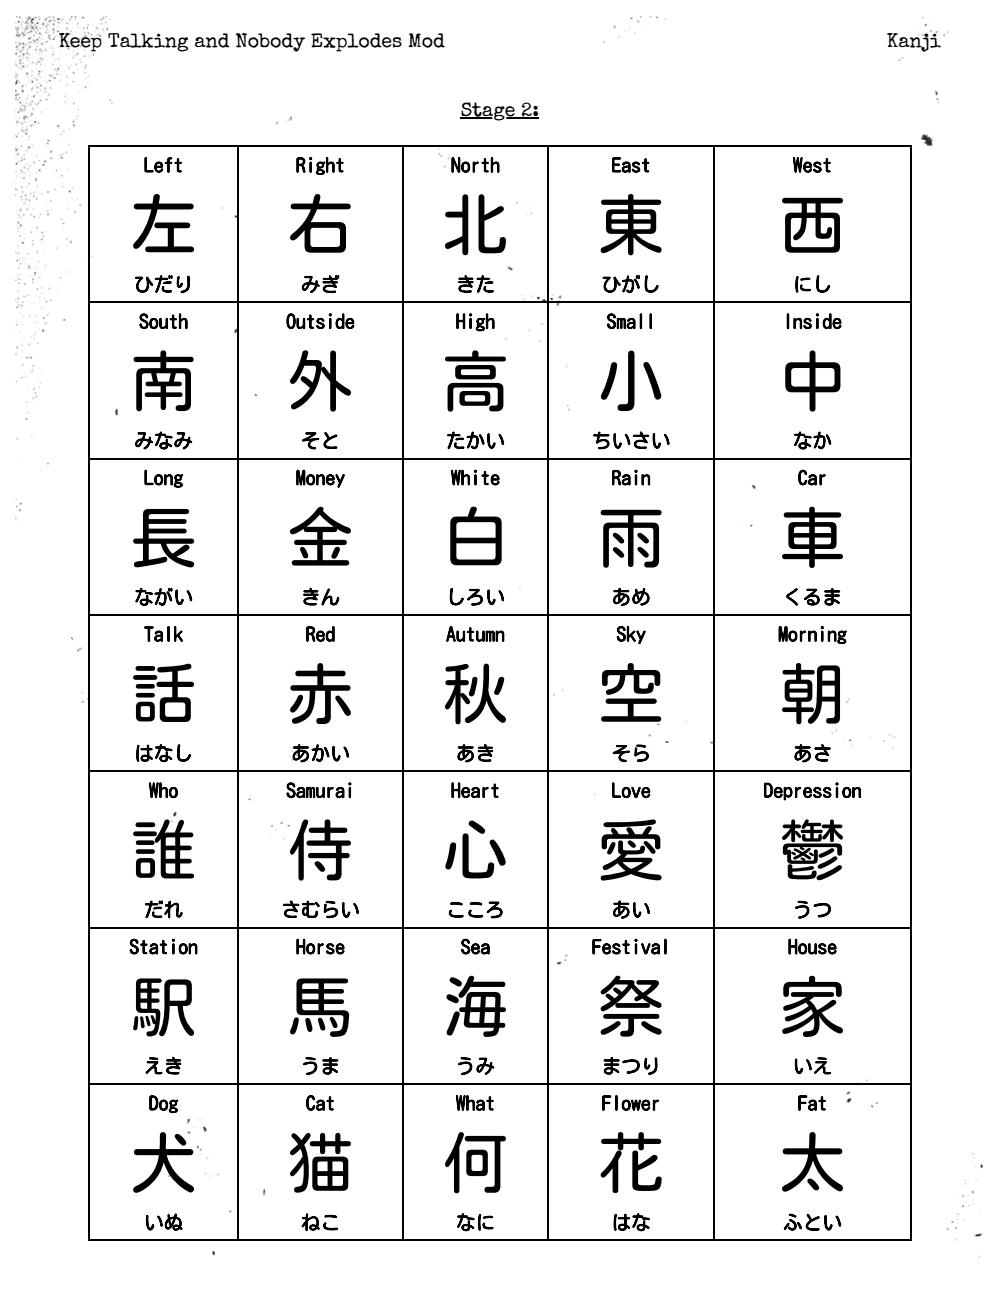 Keep Talking and Nobody Explodes Mod Kanji
Stage 2:
Left Right North East West
左 右 北 東 西
ひだり みぎ きた ひがし にし
South Outside High Small Inside
南 外 高 小 中
みなみ そと たかい ちいさい なか
Long Money White Rain Car
長 金 白 雨 車
ながい きん しろい あめ くるま
Talk Red Autumn Sky Morning
話 赤 秋 空 朝
はなし あかい あき そら あさ
Who Samurai Heart Love Depression
誰 侍 心 愛 鬱
だれ さむらい こころ あい うつ
Station Horse Sea Festival House
駅 馬 海 祭 家
えき うま うみ まつり いえ
Dog Cat What Flower Fat
犬 猫 何 花 太
いぬ ねこ なに はな ふとい